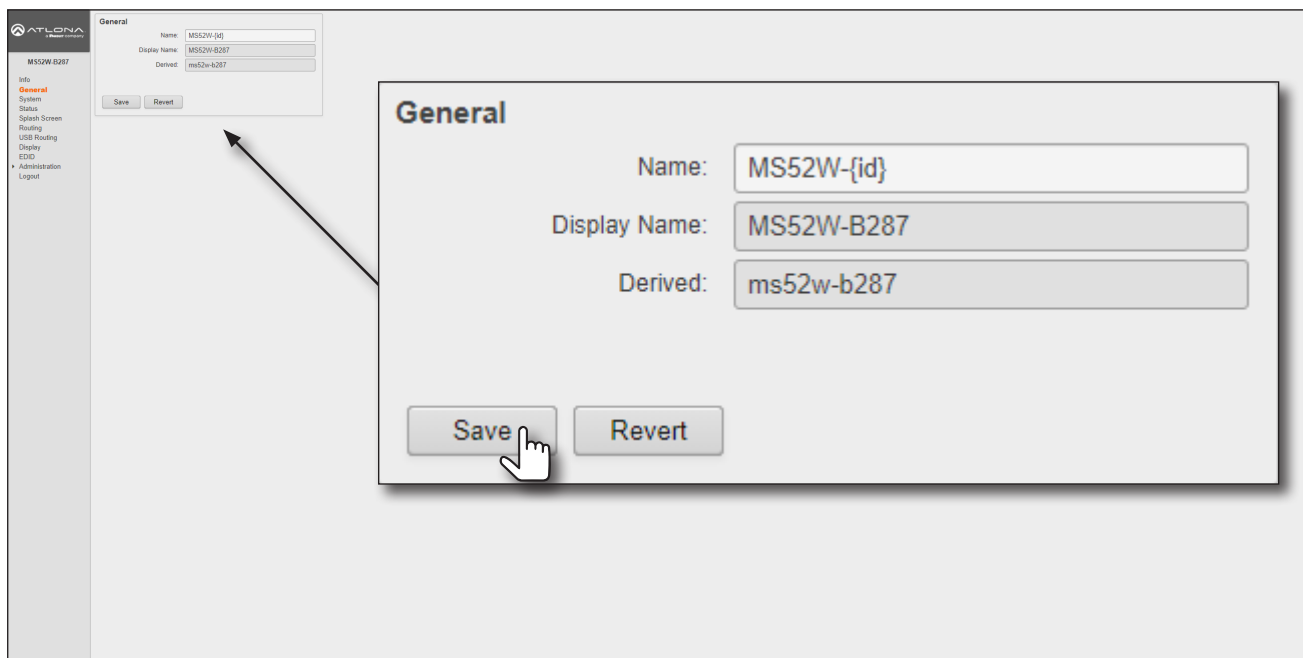 ATLONA
a Panduit company
MS52W-B287
Info
General
System
Status
Splash Screen
Routing
USB Routing
Display
EDID
Administration
Logout
General
Name: MS52W-{id}
Display Name: MS52W-B287
Derived: ms52w-b287
Save Revert
General
Name: MS52W-{id}
Display Name: MS52W-B287
Derived: ms52w-b287
Save Revert